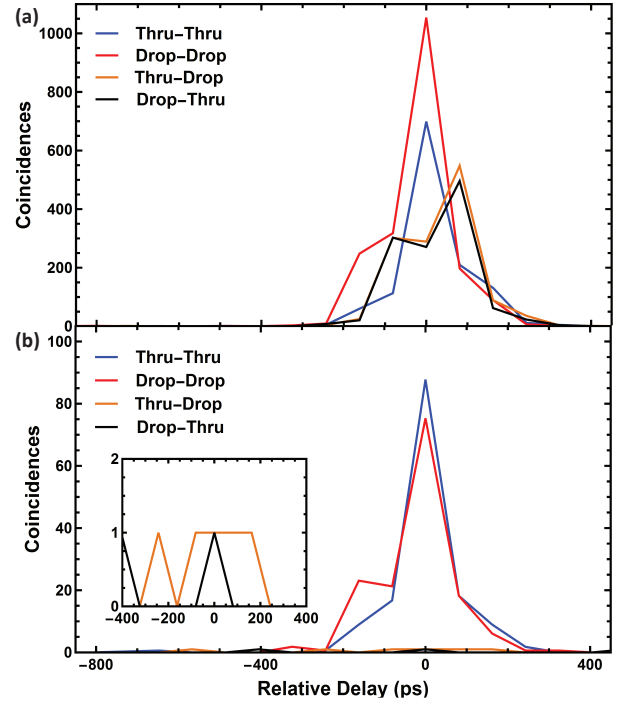 (a)
Thru–Thru
Drop–Drop
Thru–Drop
Drop–Thru
1000
800
600
400
200
0
Coincidences
(b)
Thru–Thru
Drop–Drop
Thru–Drop
Drop–Thru
100
80
60
40
20
0
Coincidences
2
1
0
−400 −200 0 200 400
−800 −400 0 400
Relative Delay (ps)